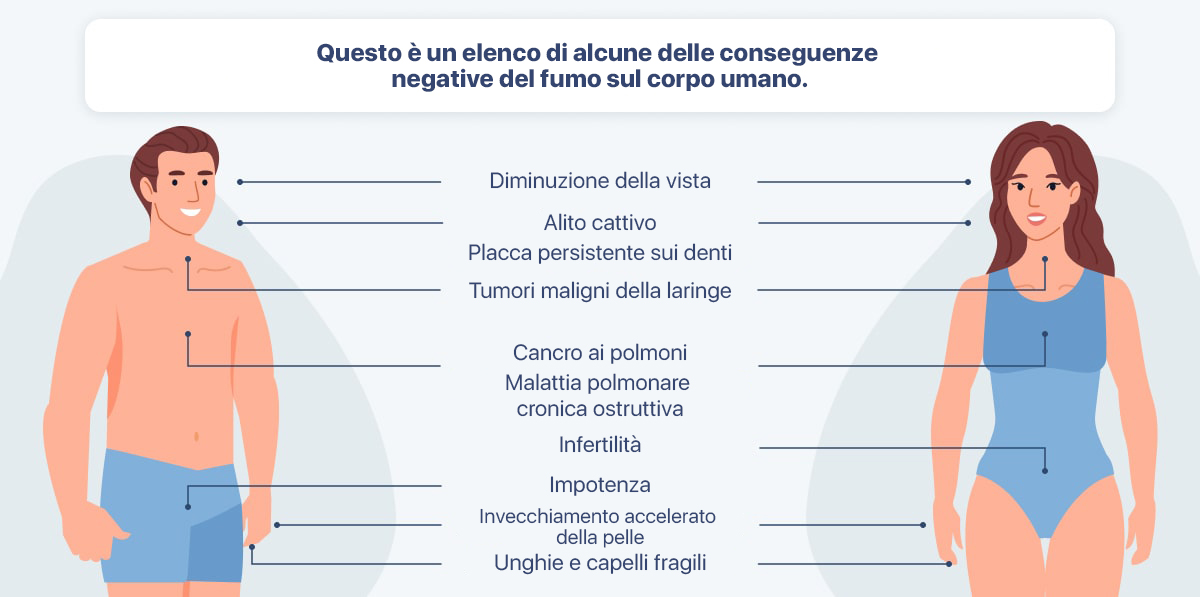 Questo è un elenco di alcune delle conseguenze
negative del fumo sul corpo umano.
Diminuzione della vista
Alito cattivo
Placca persistente sui denti
Tumori maligni della laringe
Cancro ai polmoni
Malattia polmonare
cronica ostruttiva
Infertilità
Impotenza
Invecchiamento accelerato
della pelle
Unghie e capelli fragili